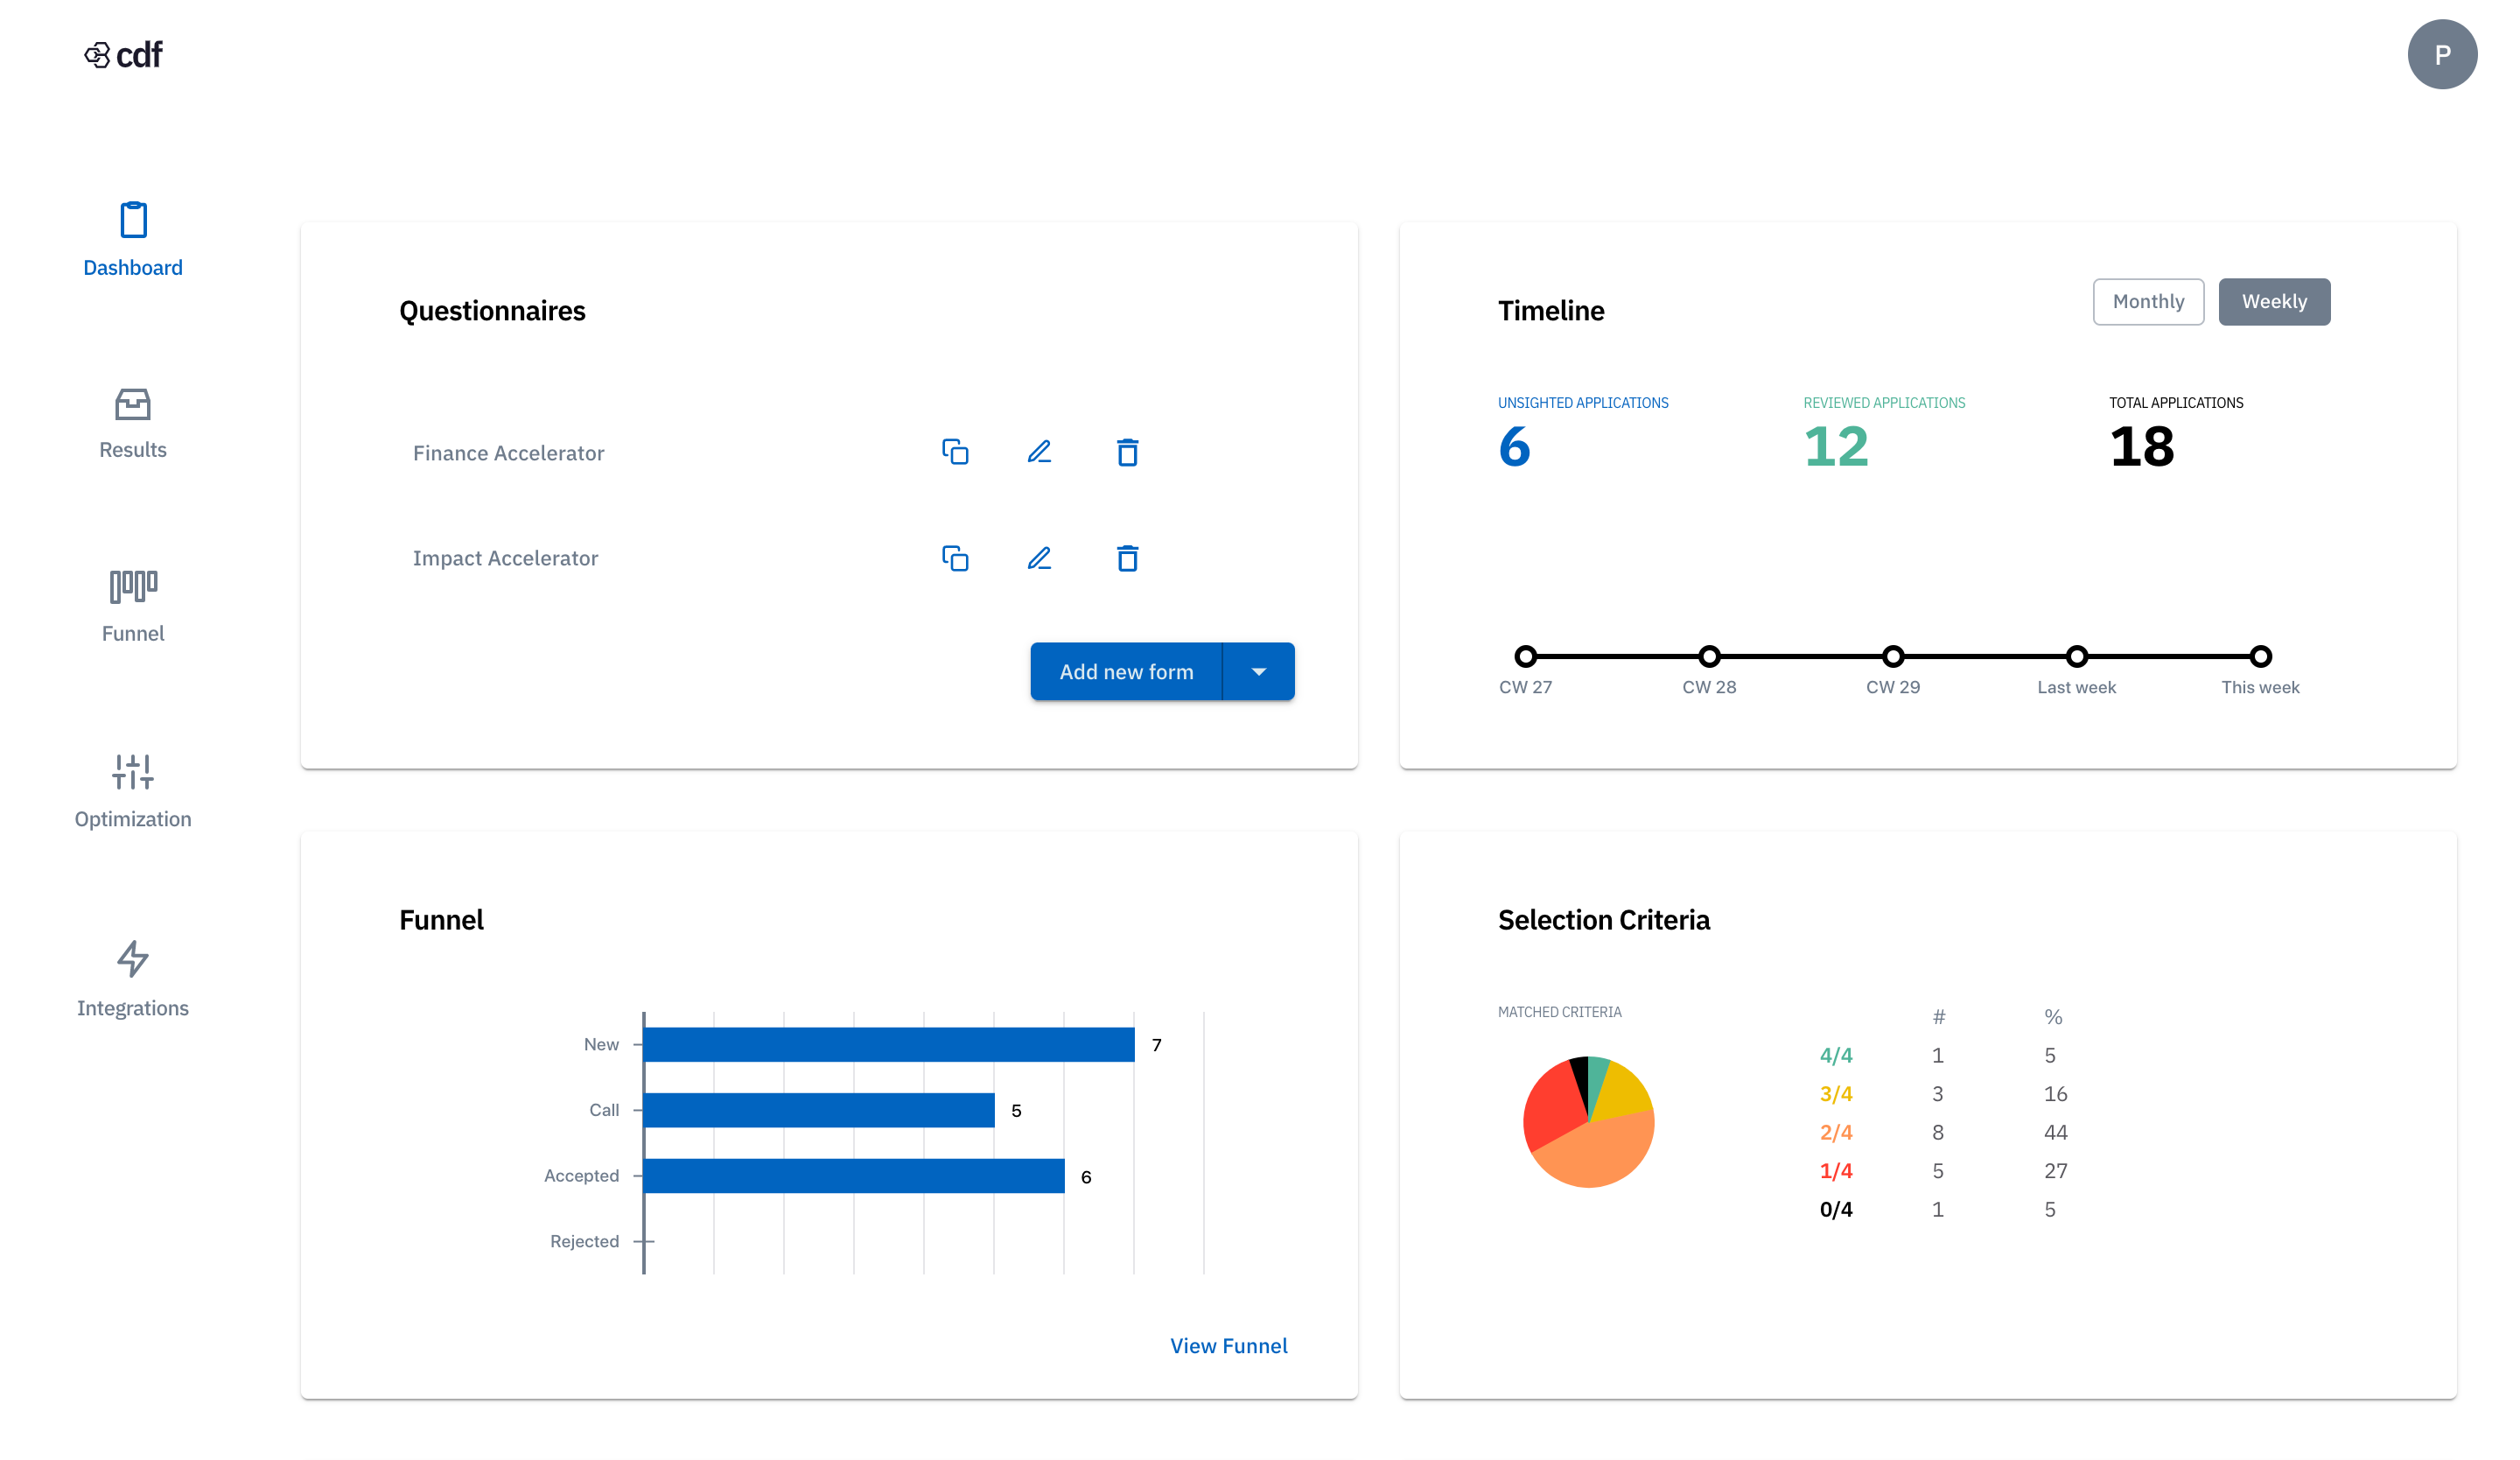 cdf
P
Dashboard
Results
Funnel
Optimization
Integrations
Questionnaires
Finance Accelerator
Impact Accelerator
Add new form
Timeline
Monthly
Weekly
UNSIGHTED APPLICATIONS
6
REVIEWED APPLICATIONS
12
TOTAL APPLICATIONS
18
CW 27
CW 28
CW 29
Last week
This week
Funnel
New 7
Call 5
Accepted 6
Rejected
View Funnel
Selection Criteria
MATCHED CRITERIA
# %
4/4 1 5
3/4 3 16
2/4 8 44
1/4 5 27
0/4 1 5